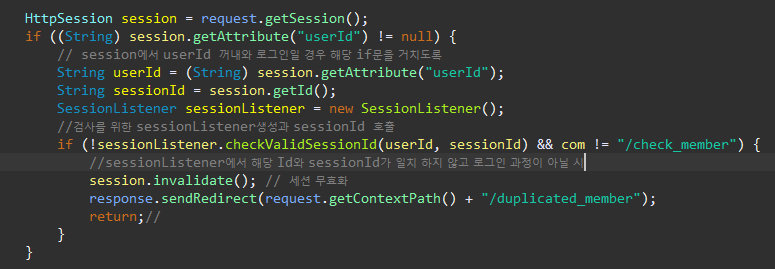 HttpSession session = request.getSession();
if ((String) session.getAttribute("userId") != null) {
// session에서 userId 꺼내와 로그인일 경우 해당 if문을 거치도록
String userId = (String) session.getAttribute("userId");
String sessionId = session.getId();
SessionListener sessionListener = new SessionListener();
//검사를 위한 sessionListener생성과 sessionId 호출
if (!sessionListener.checkValidSessionId(userId, sessionId) && com != "/check_member") {
//sessionListener에서 해당 Id와 sessionId가 일치 하지 않고 로그인 과정이 아닐 시
session.invalidate(); // 세션 무효화
response.sendRedirect(request.getContextPath() + "/duplicated_member");
return;//
}
}